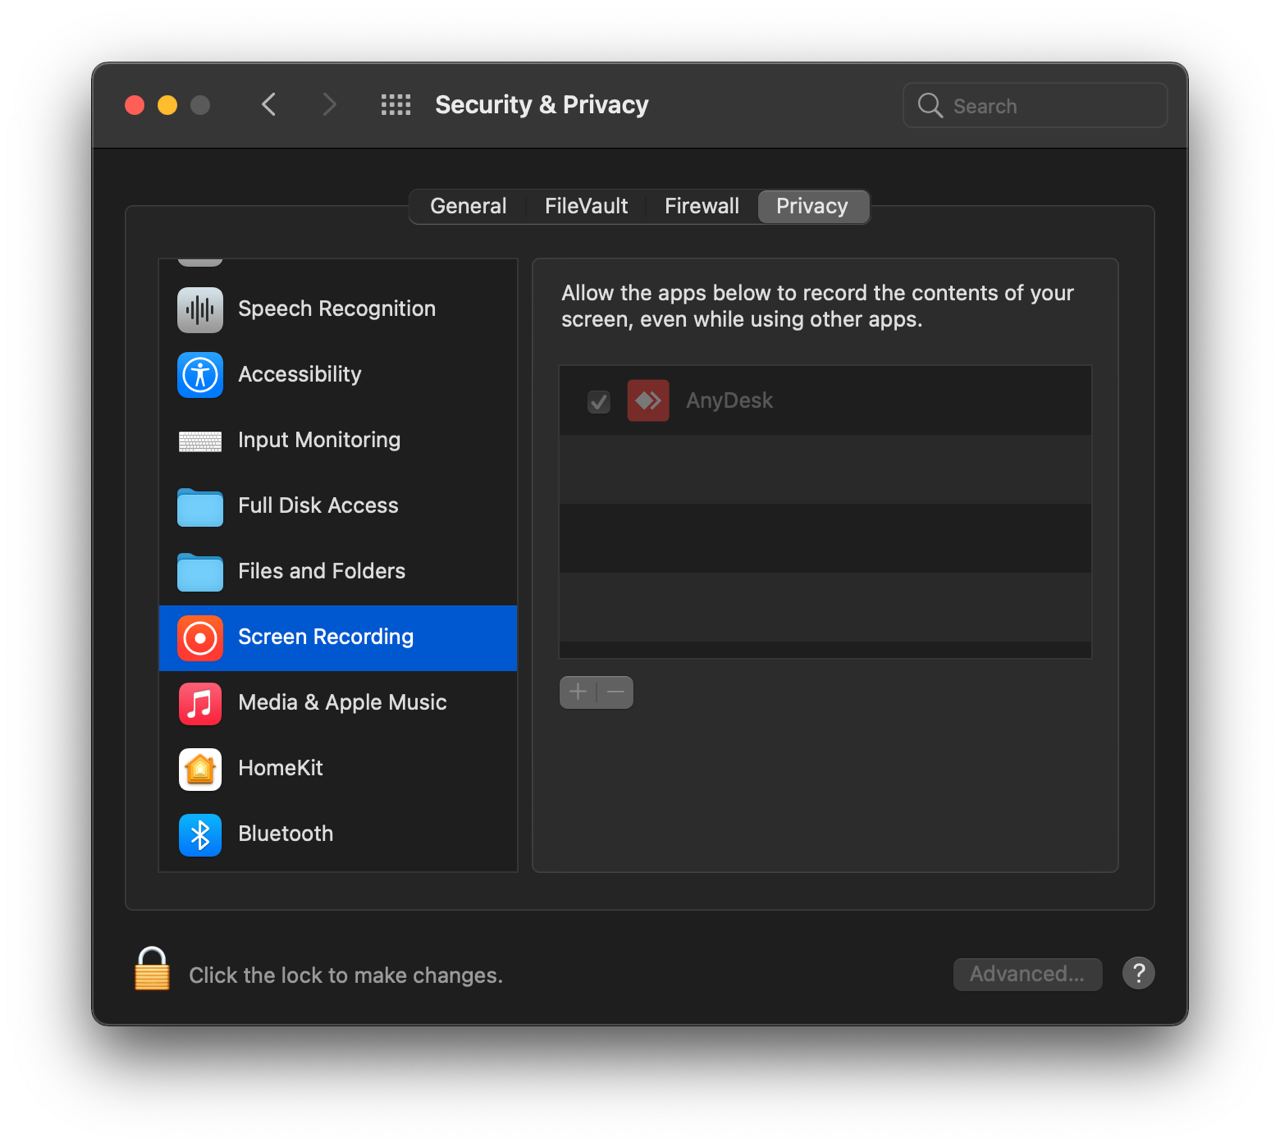 Security & Privacy
Search
General
FileVault
Firewall
Privacy
Speech Recognition
Accessibility
Input Monitoring
Full Disk Access
Files and Folders
Screen Recording
Media & Apple Music
HomeKit
Bluetooth
Allow the apps below to record the contents of your
screen, even while using other apps.
AnyDesk
Click the lock to make changes.
Advanced...
?